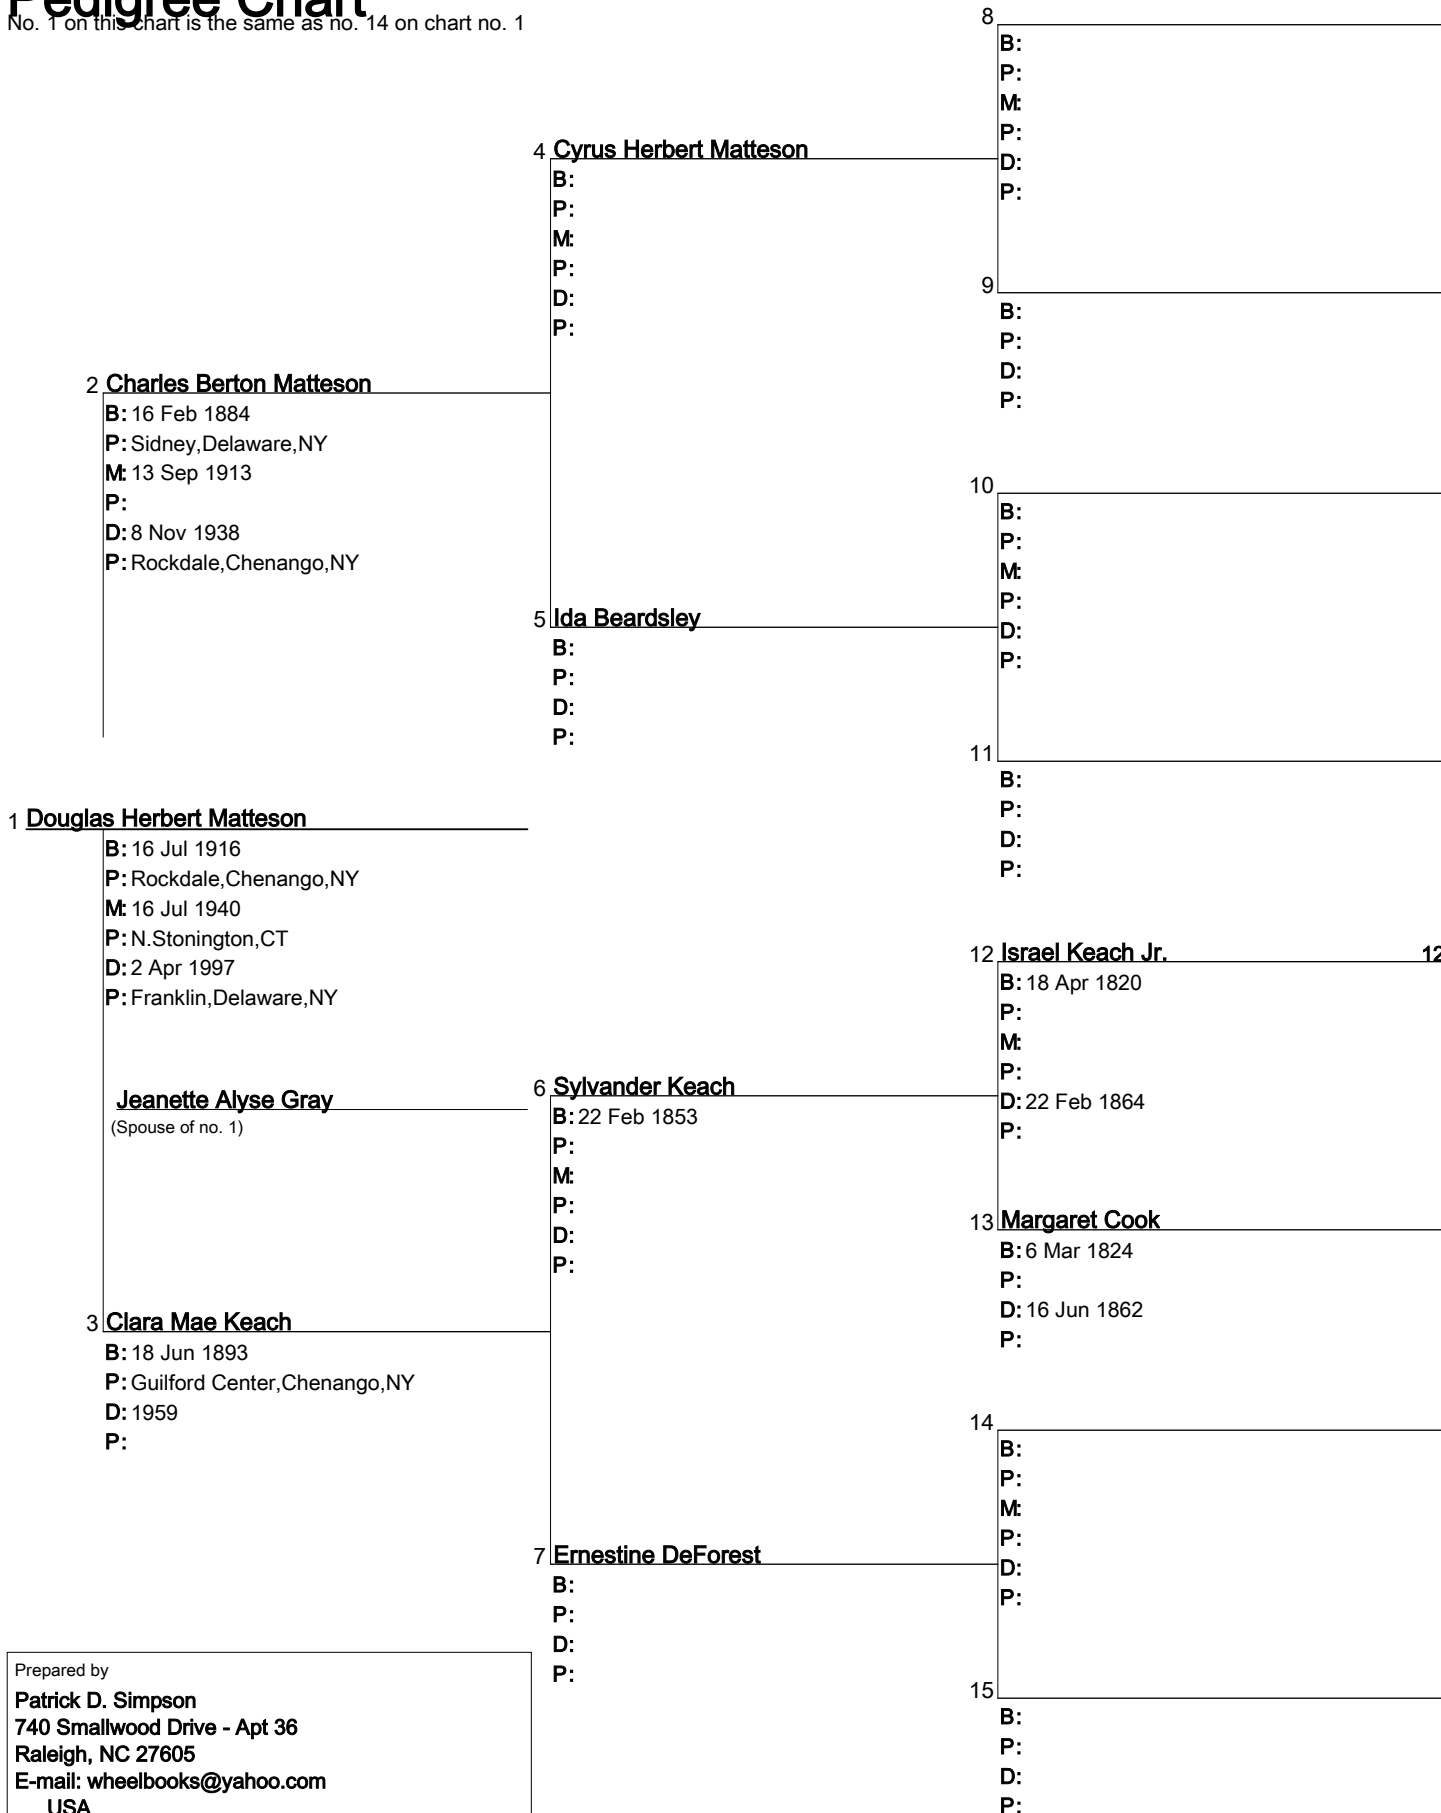 Pedigree Chart
No. 1 on this chart is the same as no. 14 on chart no. 1
8
B:
P:
M:
P:
D:
P:
4 Cyrus Herbert Matteson
B:
P:
M:
P:
D:
P:
9
B:
P:
D:
P:
2 Charles Berton Matteson
B: 16 Feb 1884
P: Sidney,Delaware,NY
M: 13 Sep 1913
P:
D: 8 Nov 1938
P: Rockdale,Chenango,NY
10
B:
P:
M:
P:
D:
P:
5 Ida Beardsley
B:
P:
D:
P:
11
B:
P:
D:
P:
1 Douglas Herbert Matteson
B: 16 Jul 1916
P: Rockdale,Chenango,NY
M: 16 Jul 1940
P: N.Stonington,CT
D: 2 Apr 1997
P: Franklin,Delaware,NY
Jeanette Alyse Gray
(Spouse of no. 1)
12 Israel Keach Jr. 12
B: 18 Apr 1820
P:
M:
P:
D: 22 Feb 1864
P:
6 Sylvander Keach
B: 22 Feb 1853
P:
M:
P:
D:
P:
13 Margaret Cook
B: 6 Mar 1824
P:
D: 16 Jun 1862
P:
3 Clara Mae Keach
B: 18 Jun 1893
P: Guilford Center,Chenango,NY
D: 1959
P:
14
B:
P:
M:
P:
D:
P:
7 Ernestine DeForest
B:
P:
D:
P:
15
B:
P:
D:
P:
Prepared by
Patrick D. Simpson
740 Smallwood Drive - Apt 36
Raleigh, NC 27605
E-mail: wheelbooks@yahoo.com
USA